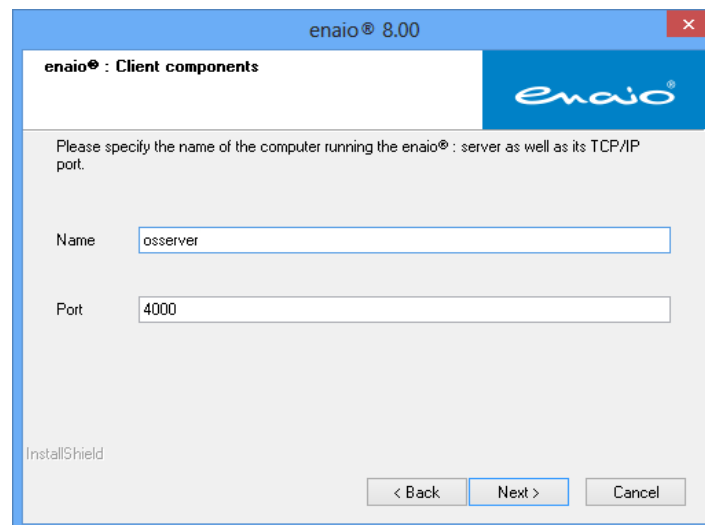 enaio® 8.00
enaio® : Client components
enaio®
Please specify the name of the computer running the enaio® : server as well as its TCP/IP
port.
Name
osserver
Port
4000
InstallShield
< Back
Next >
Cancel